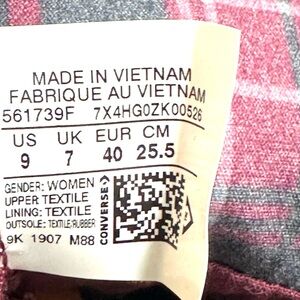 MADE IN VIETNAM
FABRIQUE AU VIETNAM
561739F 7X4HG0ZK00526
US UK EUR CM
9 7 40 25.5
GENDER: WOMEN
UPPER: TEXTILE
LINING: TEXTILE
OUTSOLE: TEXTILE/RUBBER
9K 1907 M88
CONVERSE